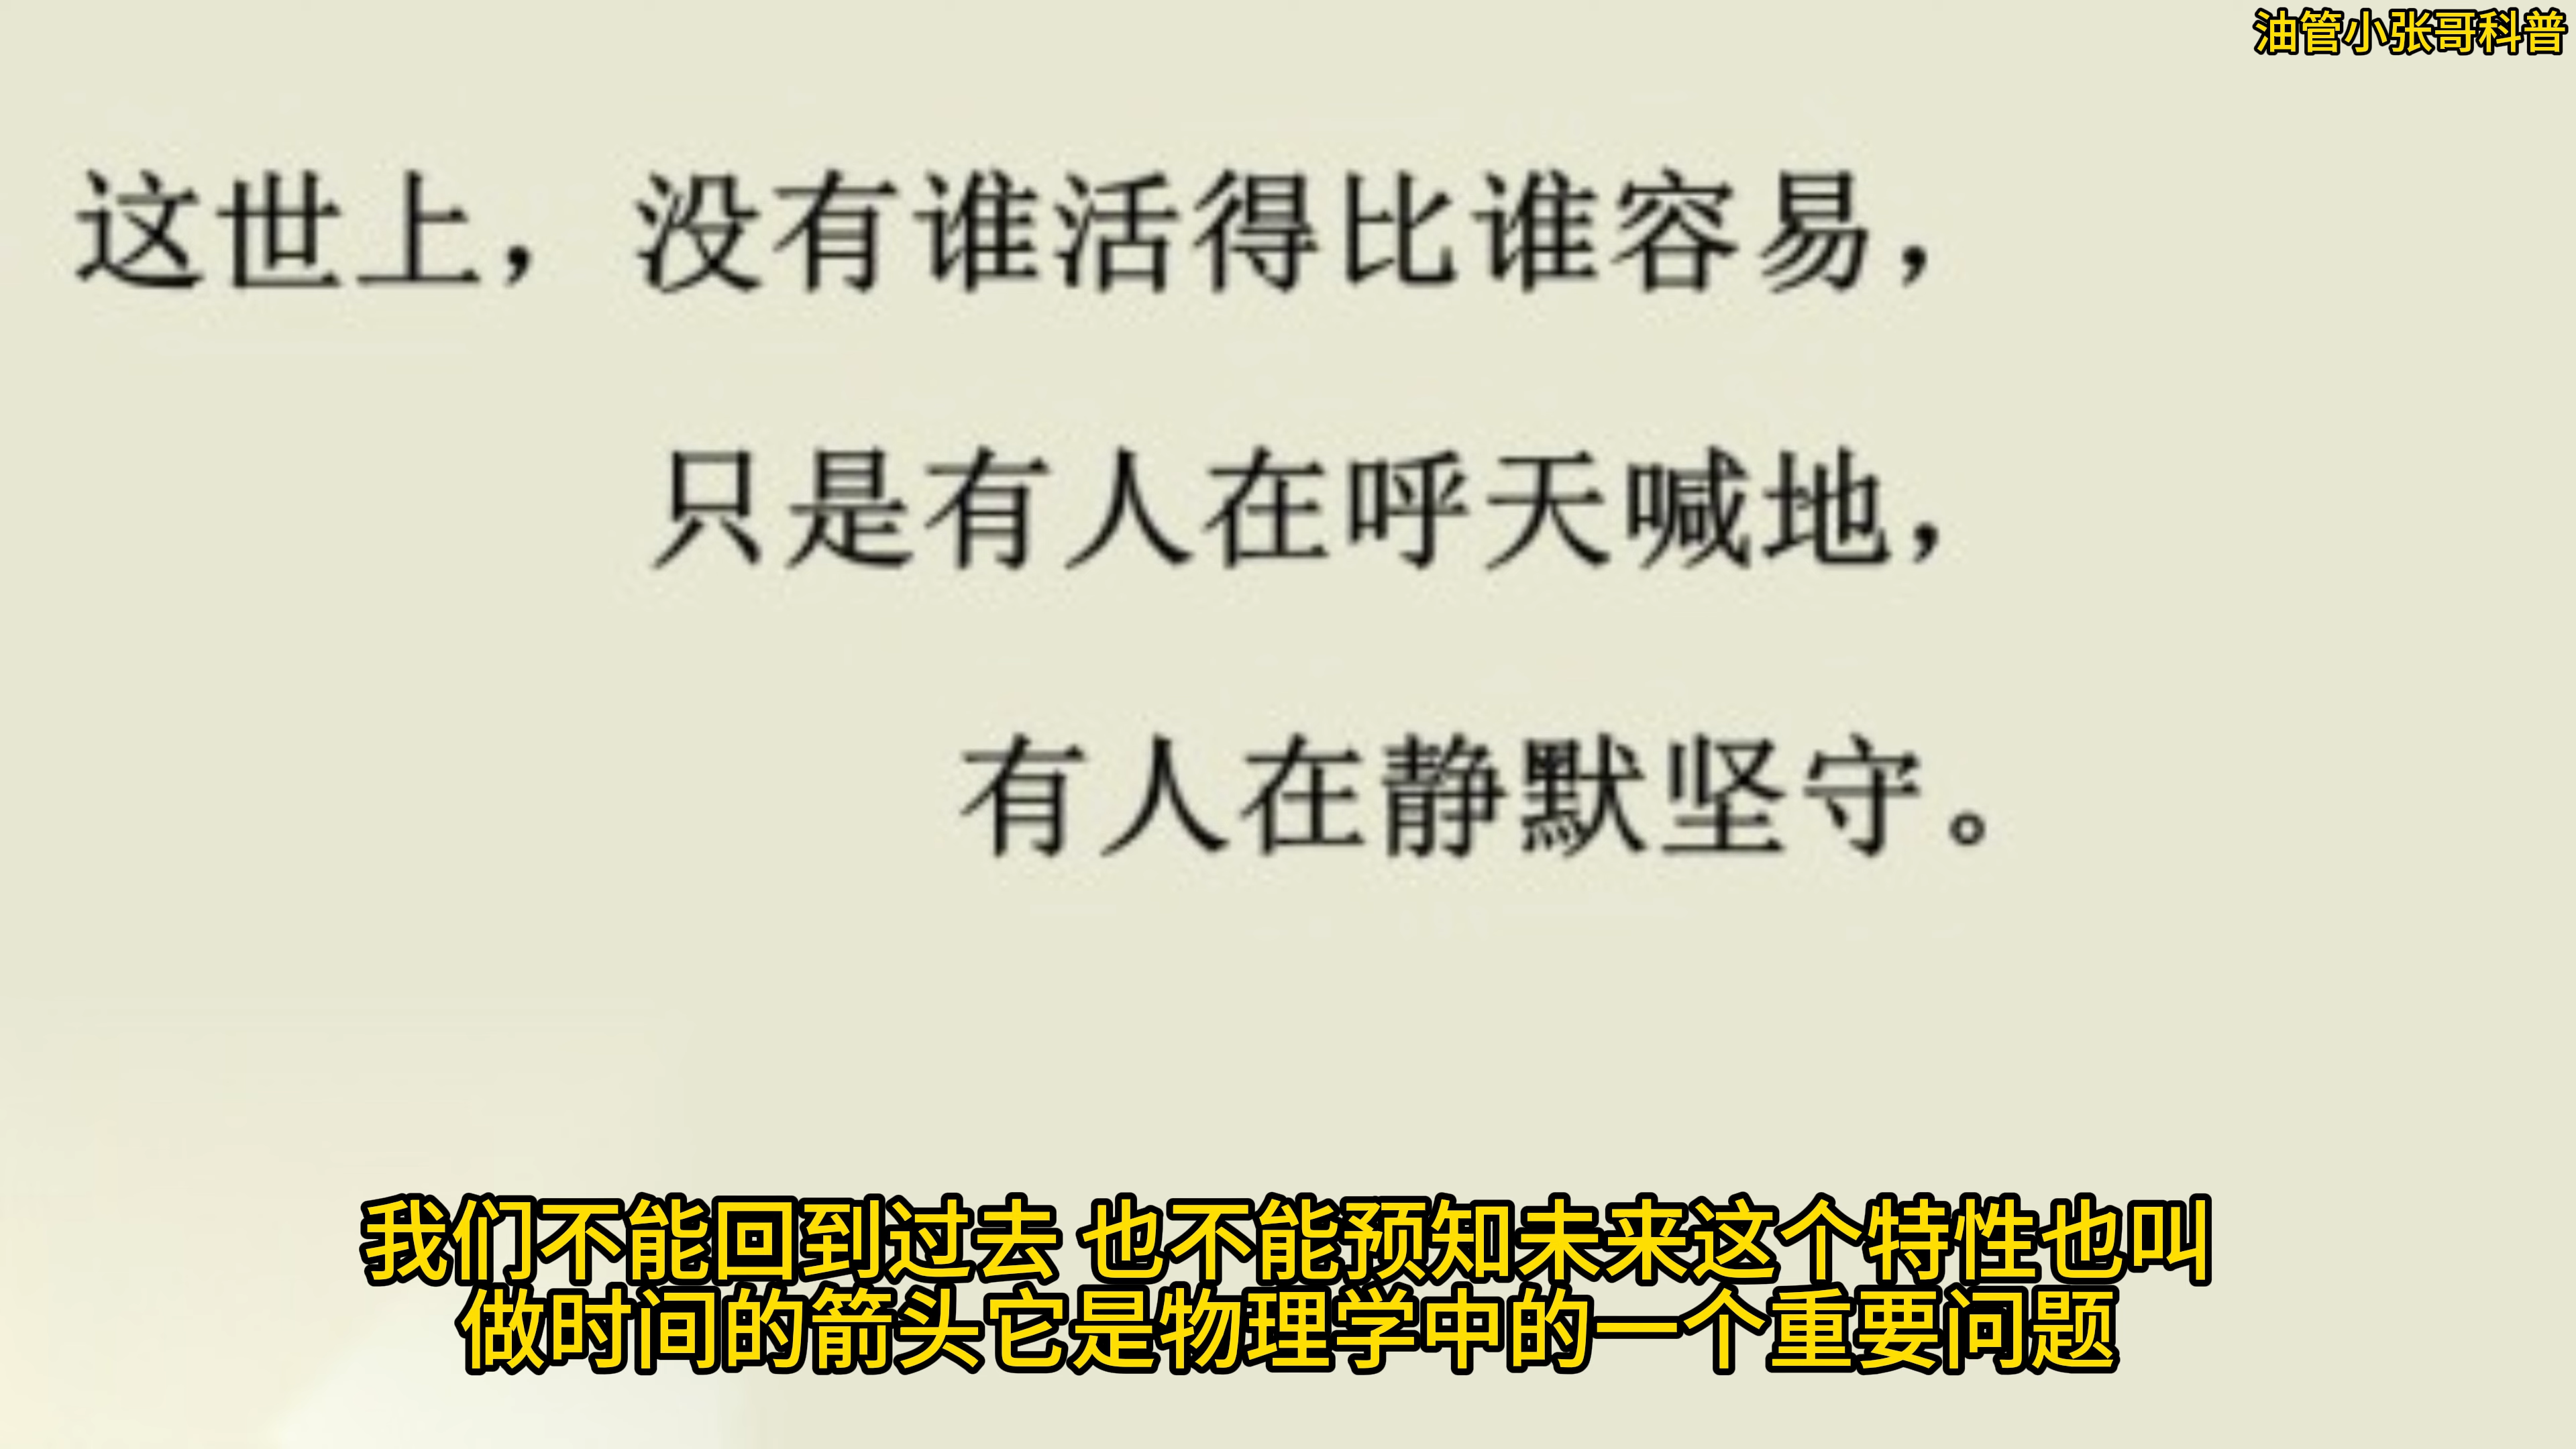 油管小张哥科普
这世上，没有谁活得比谁容易，
只是有人在呼天喊地，
有人在静默坚守。
我们不能回到过去 也不能预知未来这个特性也叫
做时间的箭头它是物理学中的一个重要问题